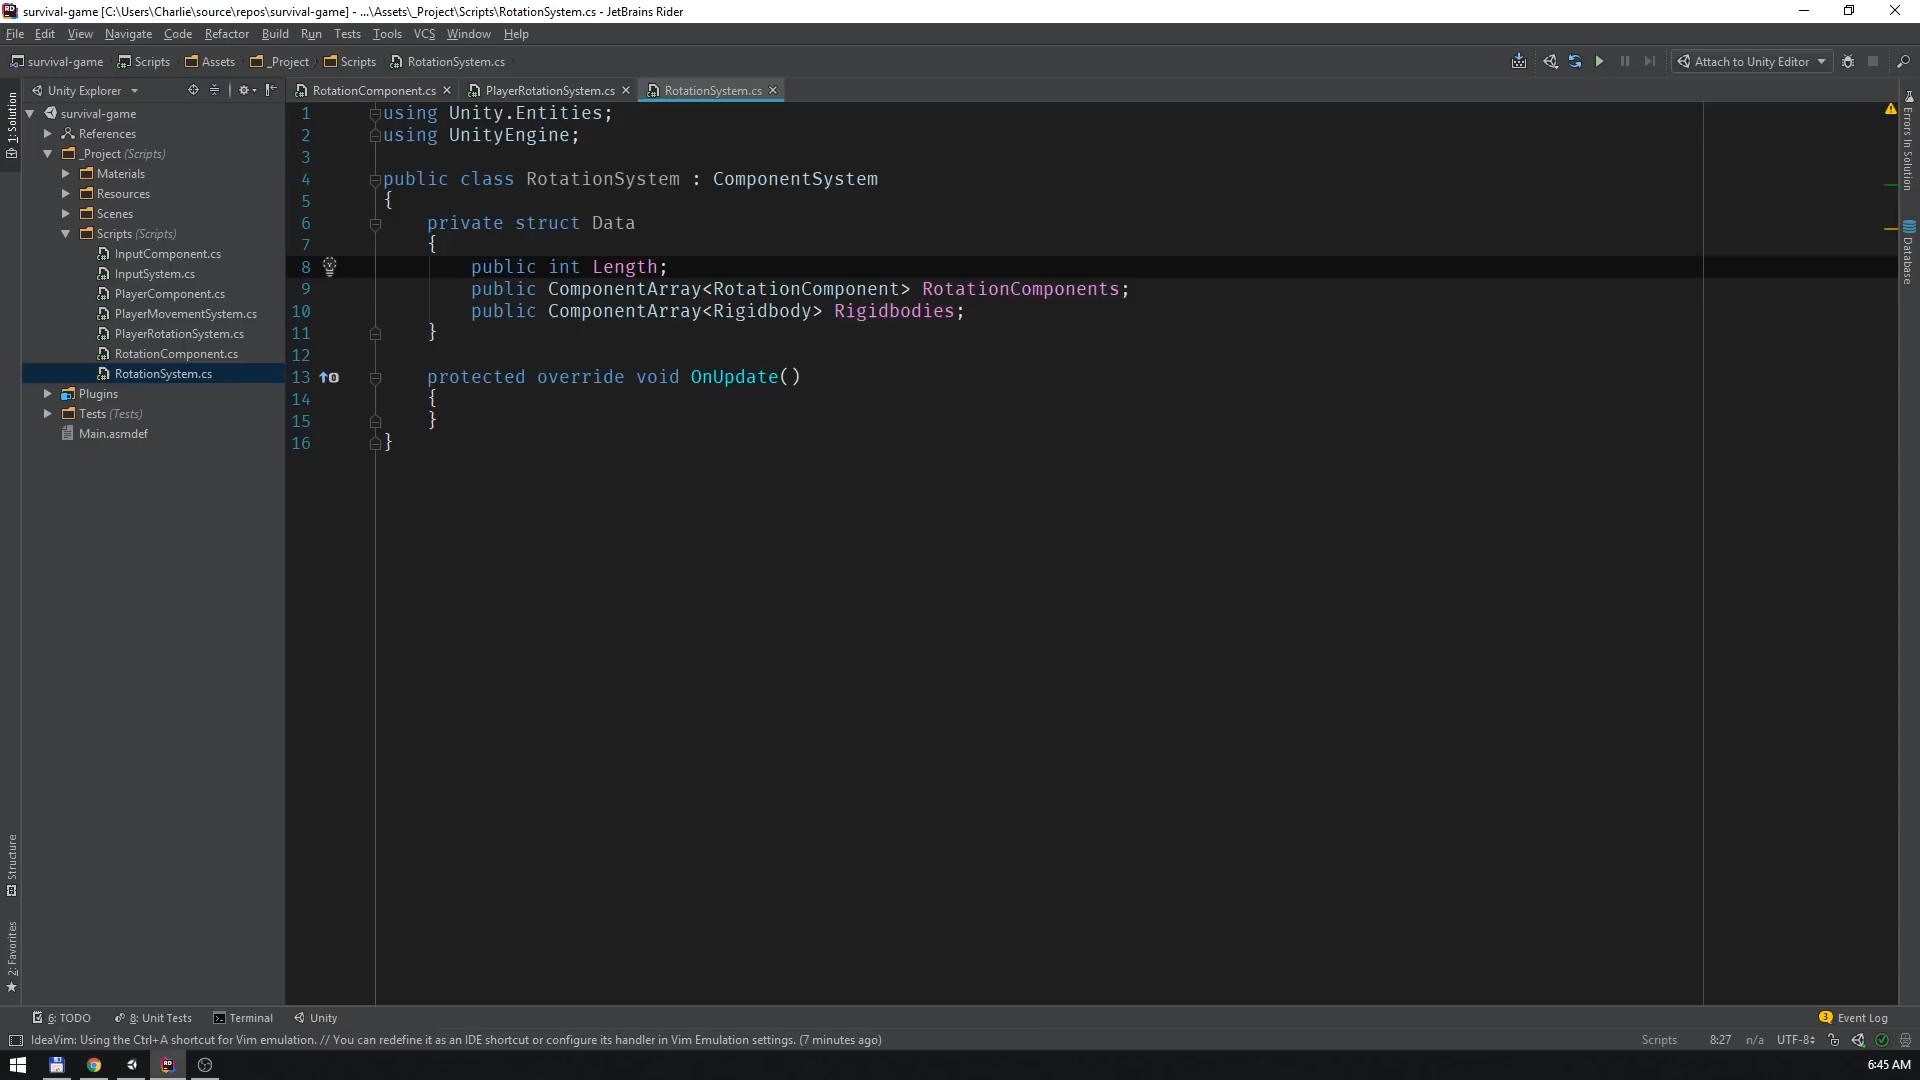 survival-game [C:\Users\Charlie\source\repos\survival-game] - ...\Assets\_Project\Scripts\RotationSystem.cs - JetBrains Rider
File Edit View Navigate Code Refactor Build Run Tests Tools VCS Window Help
survival-game Scripts Assets _Project Scripts RotationSystem.cs Attach to Unity Editor
Unity Explorer
RotationComponent.cs PlayerRotationSystem.cs RotationSystem.cs
1: Solution
survival-game
References
_Project (Scripts)
Materials
Resources
Scenes
Scripts (Scripts)
InputComponent.cs
InputSystem.cs
PlayerComponent.cs
PlayerMovementSystem.cs
PlayerRotationSystem.cs
RotationComponent.cs
RotationSystem.cs
Plugins
Tests (Tests)
Main.asmdef
Structure
2: Favorites
1 using Unity.Entities;
2 using UnityEngine;
3
4 public class RotationSystem : ComponentSystem
5 {
6 private struct Data
7 {
8 public int Length;
9 public ComponentArray<RotationComponent> RotationComponents;
10 public ComponentArray<Rigidbody> Rigidbodies;
11 }
12
13 protected override void OnUpdate()
14 {
15 }
16 }
Errors In Solution
Database
6: TODO 8: Unit Tests Terminal Unity 3 Event Log
IdeaVim: Using the Ctrl+A shortcut for Vim emulation. // You can redefine it as an IDE shortcut or configure its handler in Vim Emulation settings. (7 minutes ago) Scripts 8:27 n/a UTF-8
6:45 AM